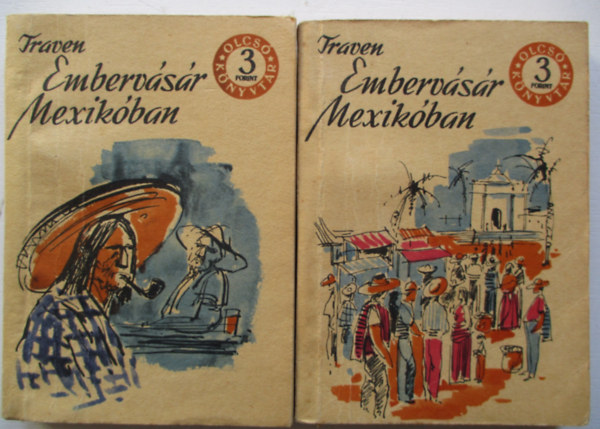 Traven
Embervásár
Mexikóban
OLCSÓ
3
FORINT
KÖNYVTÁR
Traven
Embervásár
Mexikóban
OLCSÓ
3
FORINT
KÖNYVTÁR